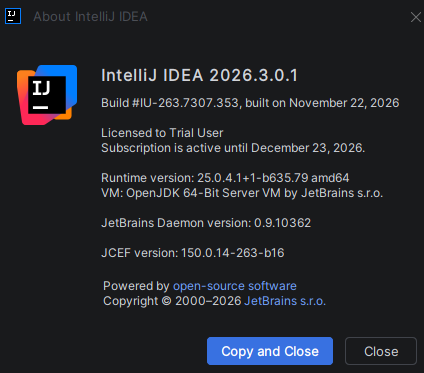 About IntelliJ IDEA
IJ
IJ
IntelliJ IDEA 2026.3.0.1
Build #IU-263.7307.353, built on November 22, 2026
Licensed to Trial User
Subscription is active until December 23, 2026.
Runtime version: 25.0.4.1+1-b635.79 amd64
VM: OpenJDK 64-Bit Server VM by JetBrains s.r.o.
JetBrains Daemon version: 0.9.10362
JCEF version: 150.0.14-263-b16
Powered by open-source software
Copyright © 2000–2026 JetBrains s.r.o.
Copy and Close
Close